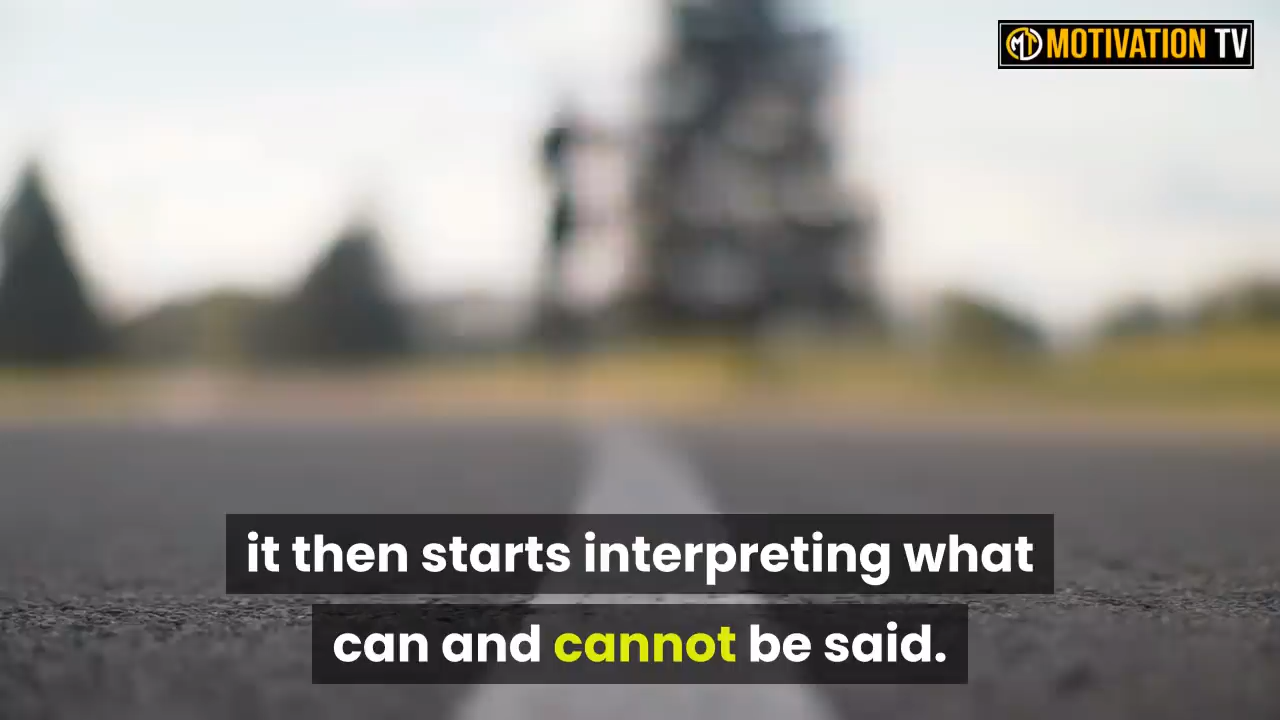 MOTIVATION TV
it then starts interpreting what
can and cannot be said.